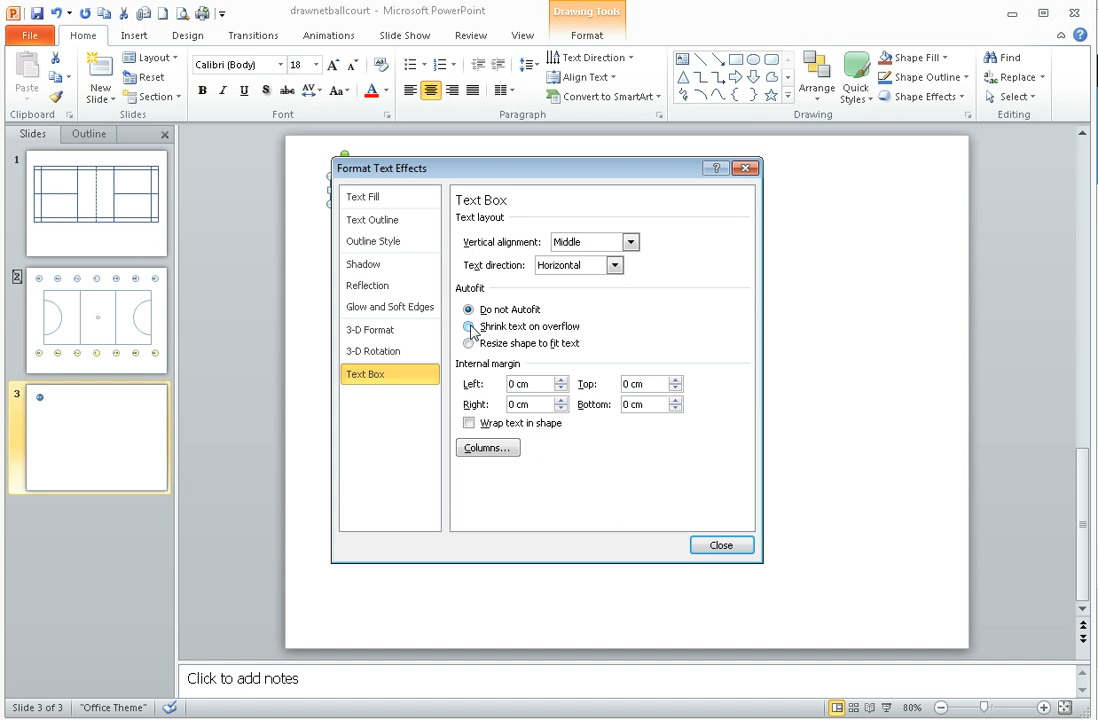 drawnetballcourt - Microsoft PowerPoint
Drawing Tools
File Home Insert Design Transitions Animations Slide Show Review View Format
Paste
New Slide
Layout
Reset
Section
Calibri (Body) 18
B I U S abc AV Aa A
Text Direction
Align Text
Convert to SmartArt
Arrange
Quick Styles
Shape Fill
Shape Outline
Shape Effects
Find
Replace
Select
Clipboard Slides Font Paragraph Drawing Editing
Slides Outline
1
2
3
Format Text Effects
Text Fill
Text Outline
Outline Style
Shadow
Reflection
Glow and Soft Edges
3-D Format
3-D Rotation
Text Box
Text Box
Text layout
Vertical alignment: Middle
Text direction: Horizontal
Autofit
Do not Autofit
Shrink text on overflow
Resize shape to fit text
Internal margin
Left: 0 cm Top: 0 cm
Right: 0 cm Bottom: 0 cm
Wrap text in shape
Columns...
Close
Click to add notes
Slide 3 of 3 "Office Theme" 80%